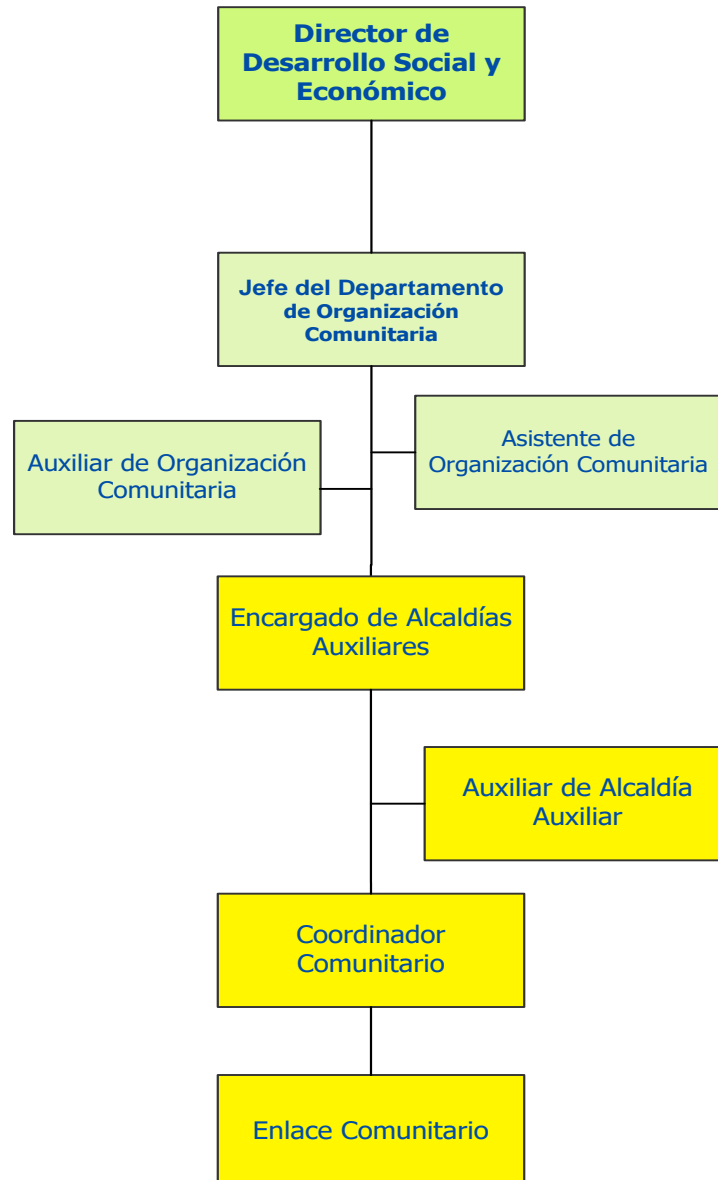 Director de
Desarrollo Social y
Económico
Jefe del Departamento
de Organización
Comunitaria
Auxiliar de Organización
Comunitaria
Asistente de
Organización Comunitaria
Encargado de Alcaldías
Auxiliares
Auxiliar de Alcaldía
Auxiliar
Coordinador
Comunitario
Enlace Comunitario